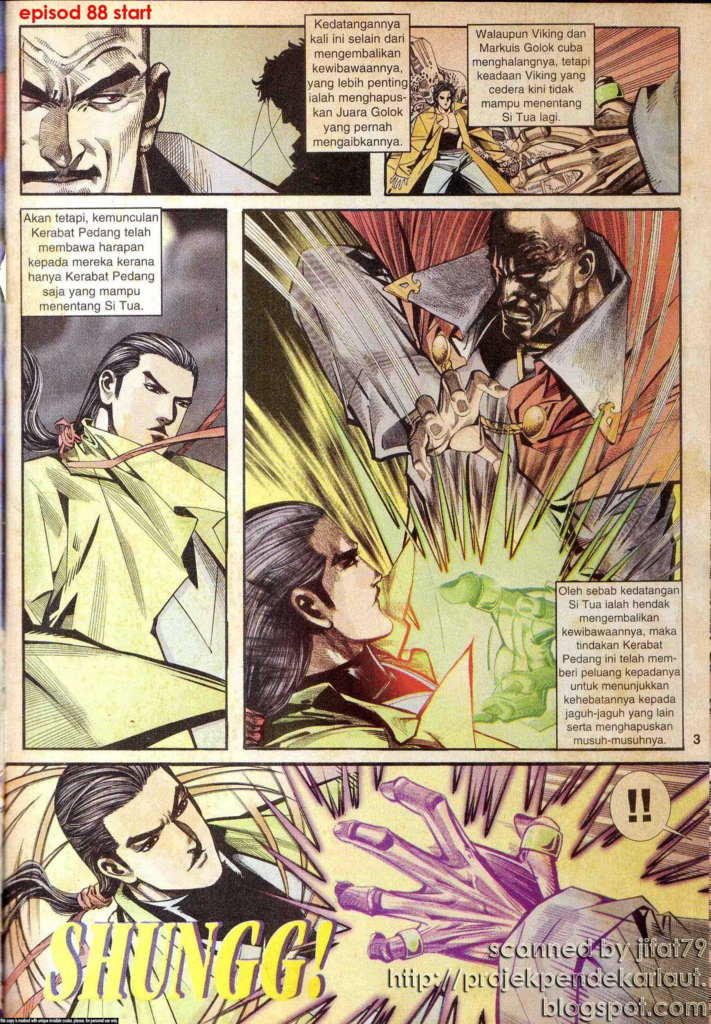 episod 88 start
Kedatangannya
kali ini selain dari
mengembalikan
kewibawaannya,
yang lebih penting
ialah menghapus-
kan Juara Golok
yang pernah
mengaibkannya.
Walaupun Viking dan
Markuis Golok cuba
menghalangnya, tetapi
keadaan Viking yang
cedera kini tidak
mampu menentang
Si Tua lagi.
Akan tetapi, kemunculan
Kerabat Pedang telah
membawa harapan
kepada mereka kerana
hanya Kerabat Pedang
saja yang mampu
menentang Si Tua.
Oleh sebab kedatangan
Si Tua ialah hendak
mengembalikan
kewibawaannya, maka
tindakan Kerabat
Pedang ini telah mem-
beri peluang kepadanya
untuk menunjukkan
kehebatannya kepada
jaguh-jaguh yang lain
serta menghapuskan
musuh-musuhnya.
3
!!
SHUNGG!
scanned by jifat79
http://projekpendekarlaut.
blogspot.com/